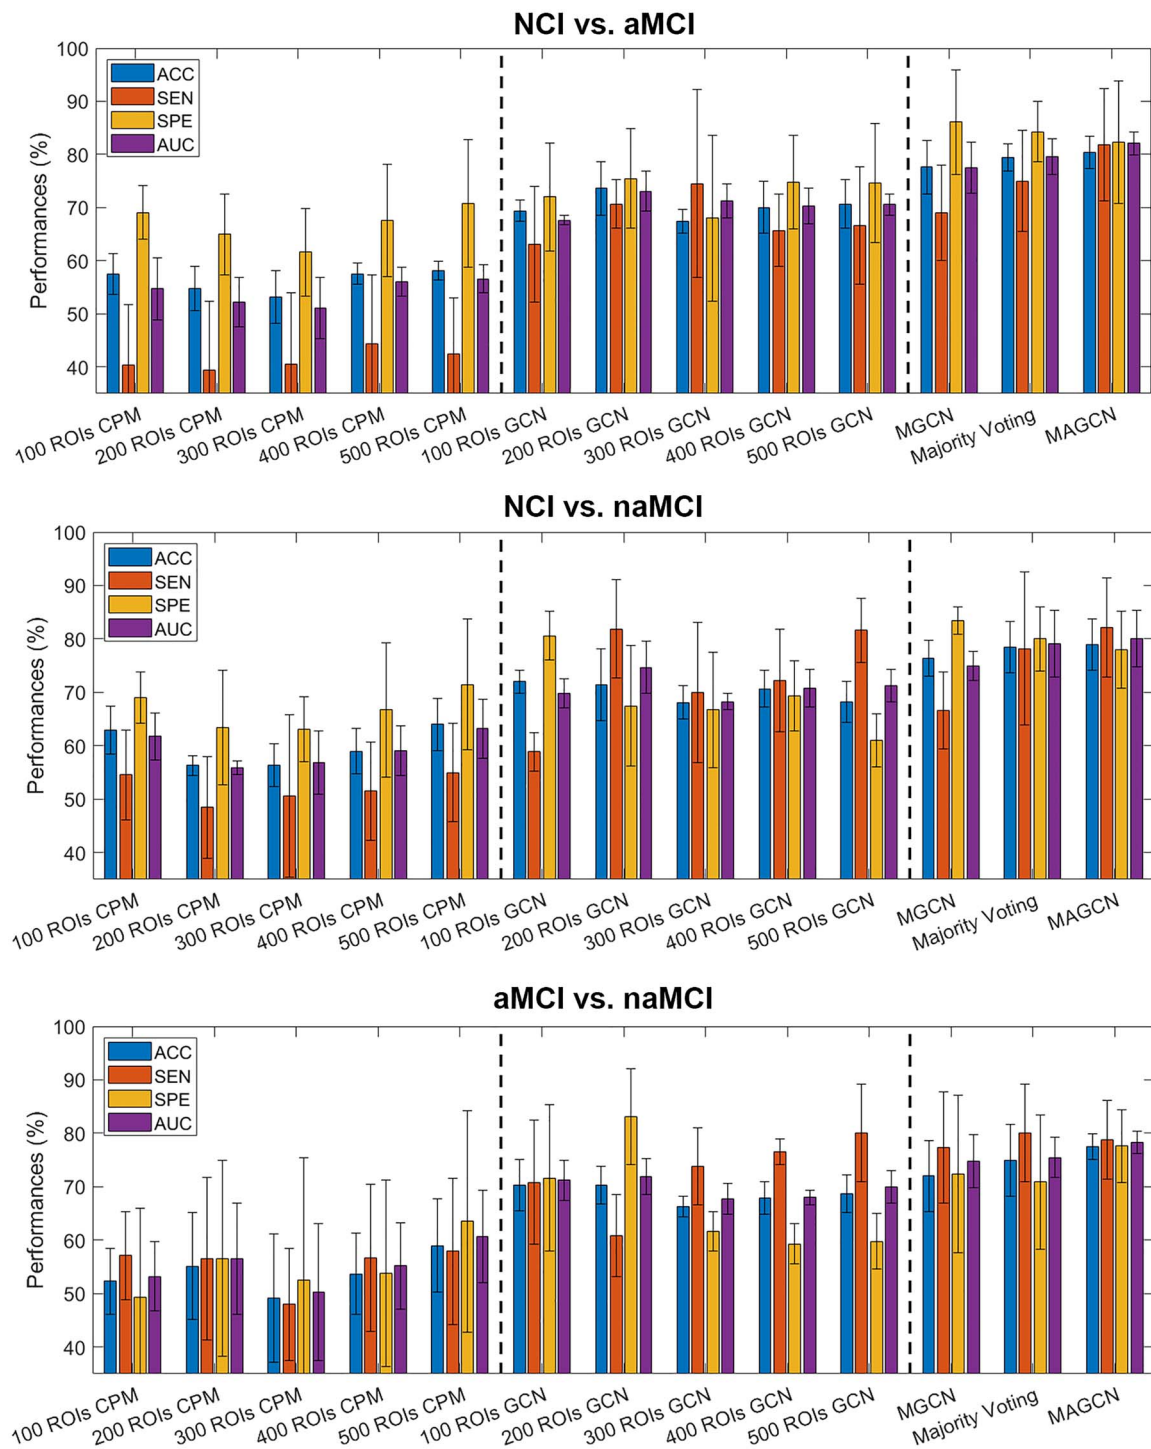 NCI vs. aMCI
Performances (%)
100
90
80
70
60
50
40
ACC
SEN
SPE
AUC
100 ROIs CPM
200 ROIs CPM
300 ROIs CPM
400 ROIs CPM
500 ROIs CPM
100 ROIs GCN
200 ROIs GCN
300 ROIs GCN
400 ROIs GCN
500 ROIs GCN
MGCN
Majority Voting
MAGCN
NCI vs. naMCI
Performances (%)
100
90
80
70
60
50
40
ACC
SEN
SPE
AUC
100 ROIs CPM
200 ROIs CPM
300 ROIs CPM
400 ROIs CPM
500 ROIs CPM
100 ROIs GCN
200 ROIs GCN
300 ROIs GCN
400 ROIs GCN
500 ROIs GCN
MGCN
Majority Voting
MAGCN
aMCI vs. naMCI
Performances (%)
100
90
80
70
60
50
40
ACC
SEN
SPE
AUC
100 ROIs CPM
200 ROIs CPM
300 ROIs CPM
400 ROIs CPM
500 ROIs CPM
100 ROIs GCN
200 ROIs GCN
300 ROIs GCN
400 ROIs GCN
500 ROIs GCN
MGCN
Majority Voting
MAGCN